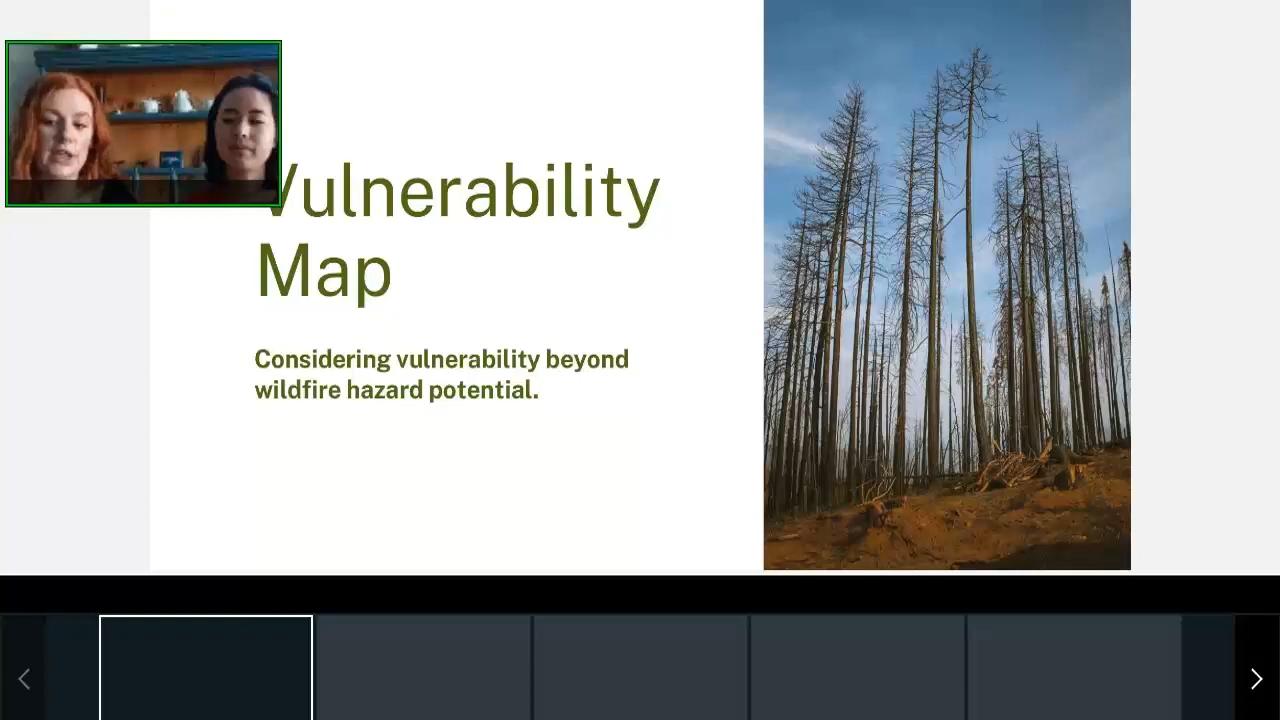 Vulnerability
Map
Considering vulnerability beyond
wildfire hazard potential.